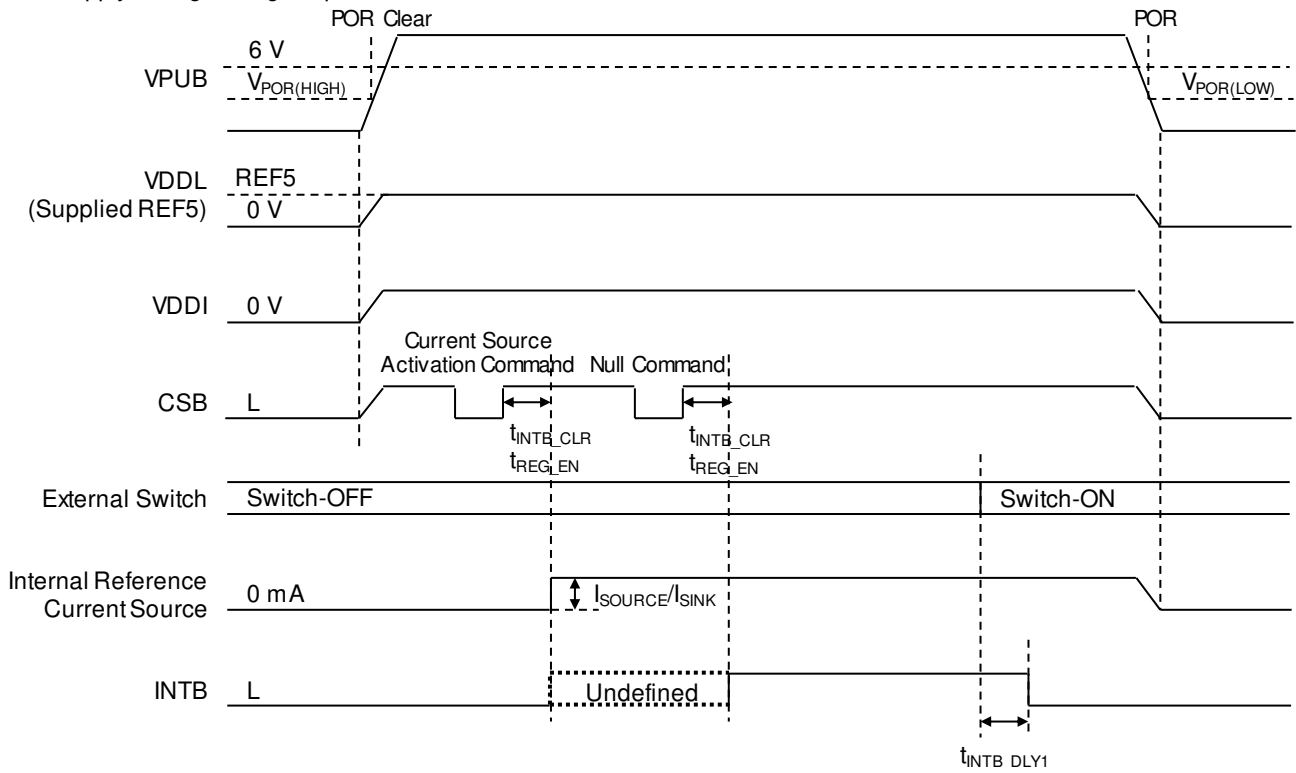 POR Clear
POR
6 V
VPUB
VPOR(HIGH)
VPOR(LOW)
VDDL
(Supplied REF5)
REF5
0 V
VDDI
0 V
Current Source
Activation Command
Null Command
CSB
L
tINTB_CLR
tREG_EN
tINTB_CLR
tREG_EN
External Switch
Switch-OFF
Switch-ON
Internal Reference
Current Source
0 mA
ISOURCE/ISINK
INTB
L
Undefined
tINTB_DLY1